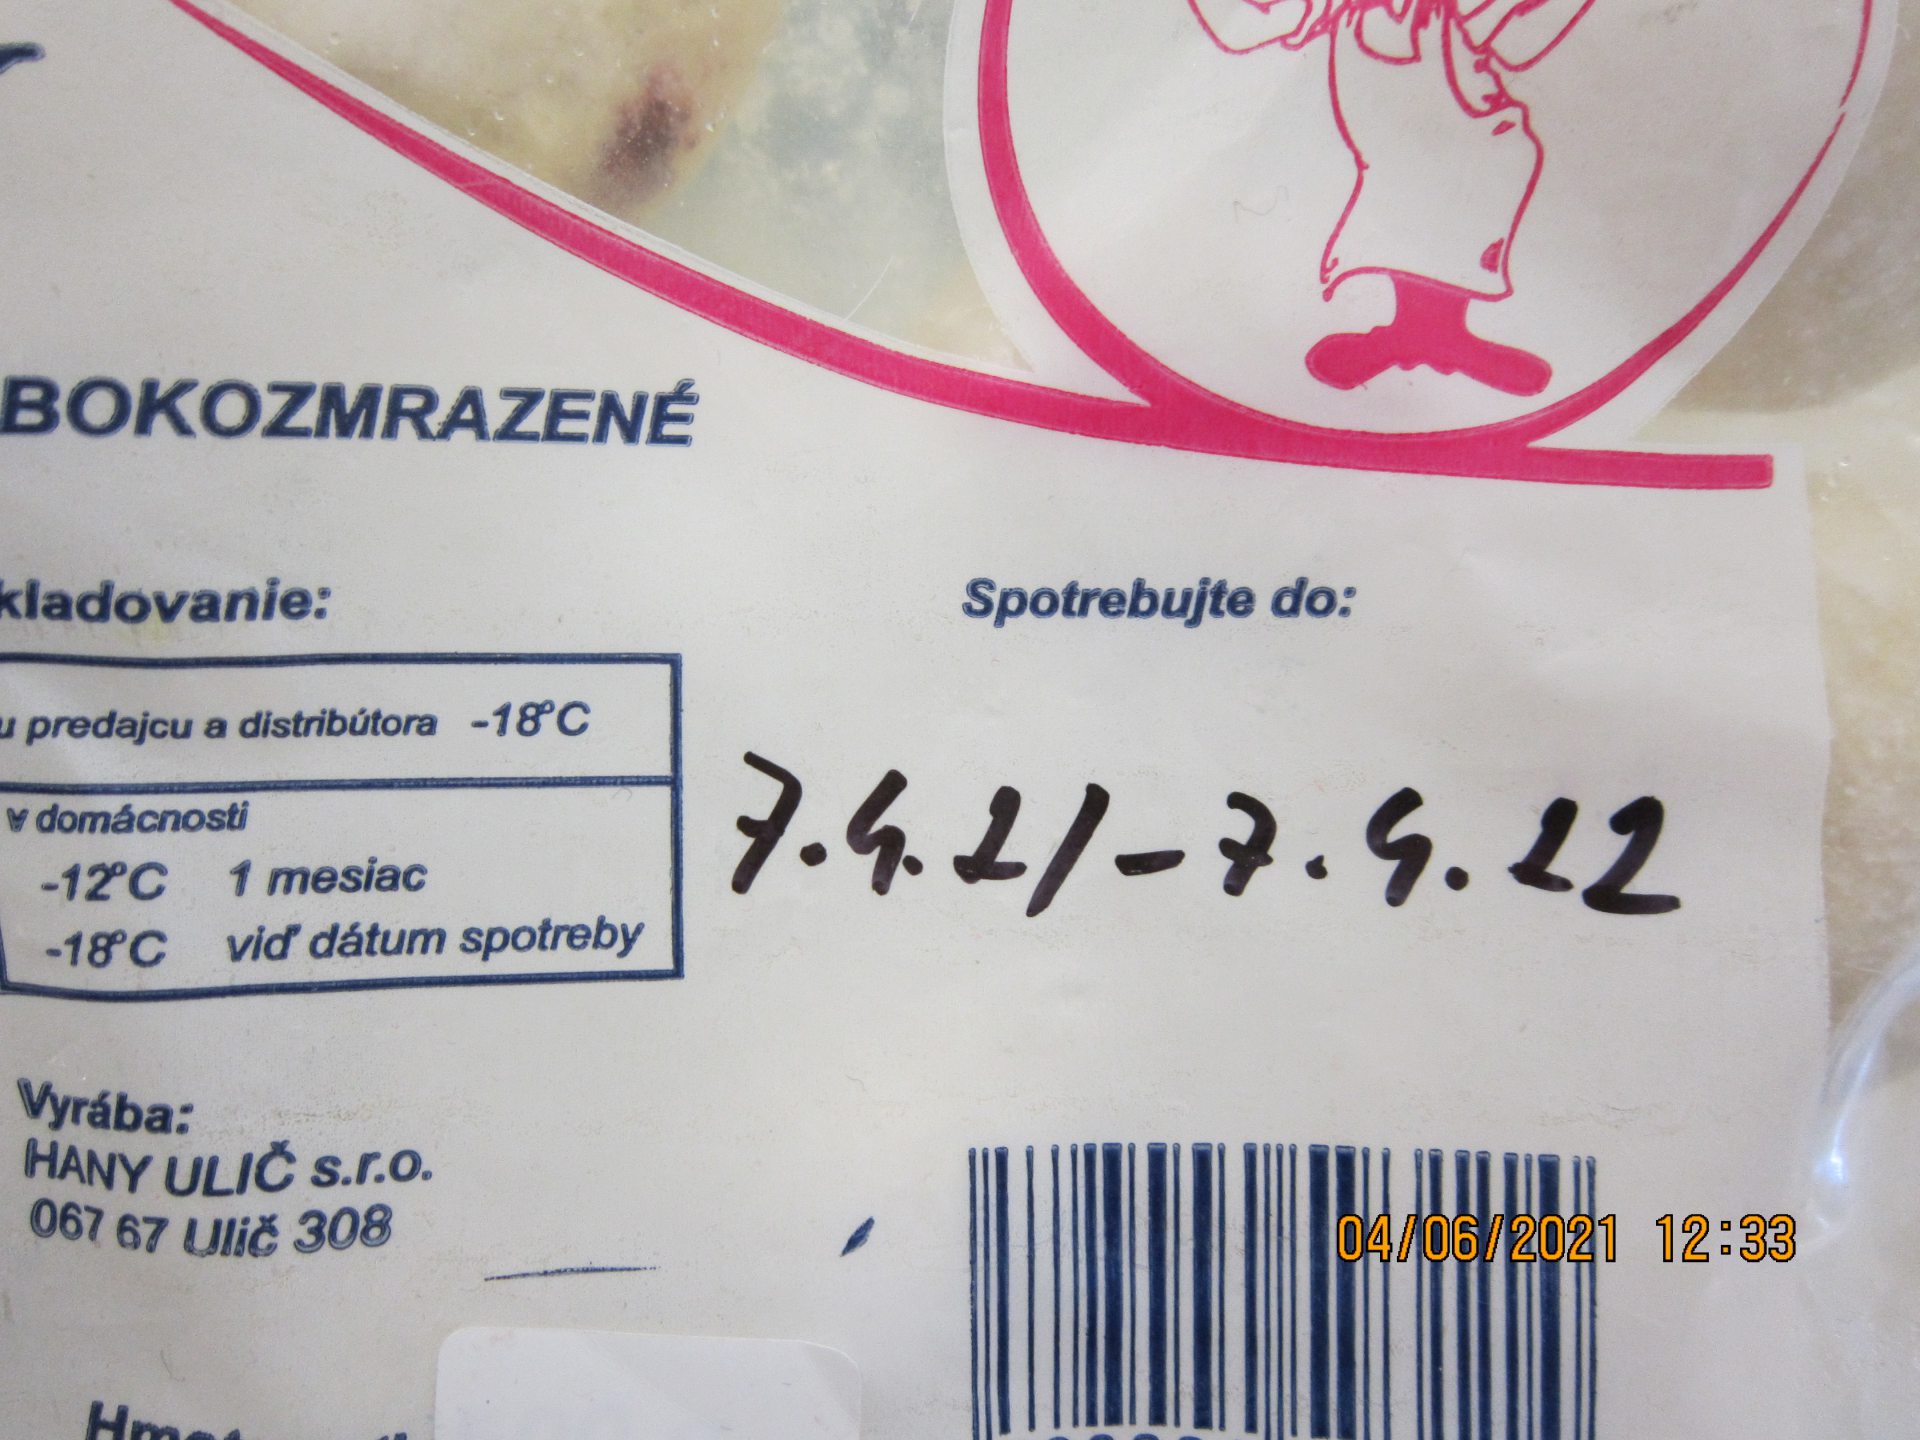 BOKOZMRAZENÉ
kladovanie:
Spotrebujte do:
u predajcu a distribútora -18°C
v domácnosti
-12°C 1 mesiac
-18°C viď dátum spotreby
7.4.21-7.4.22
Vyrába:
HANY ULIČ s.r.o.
067 67 Ulič 308
04/06/2021 12:33